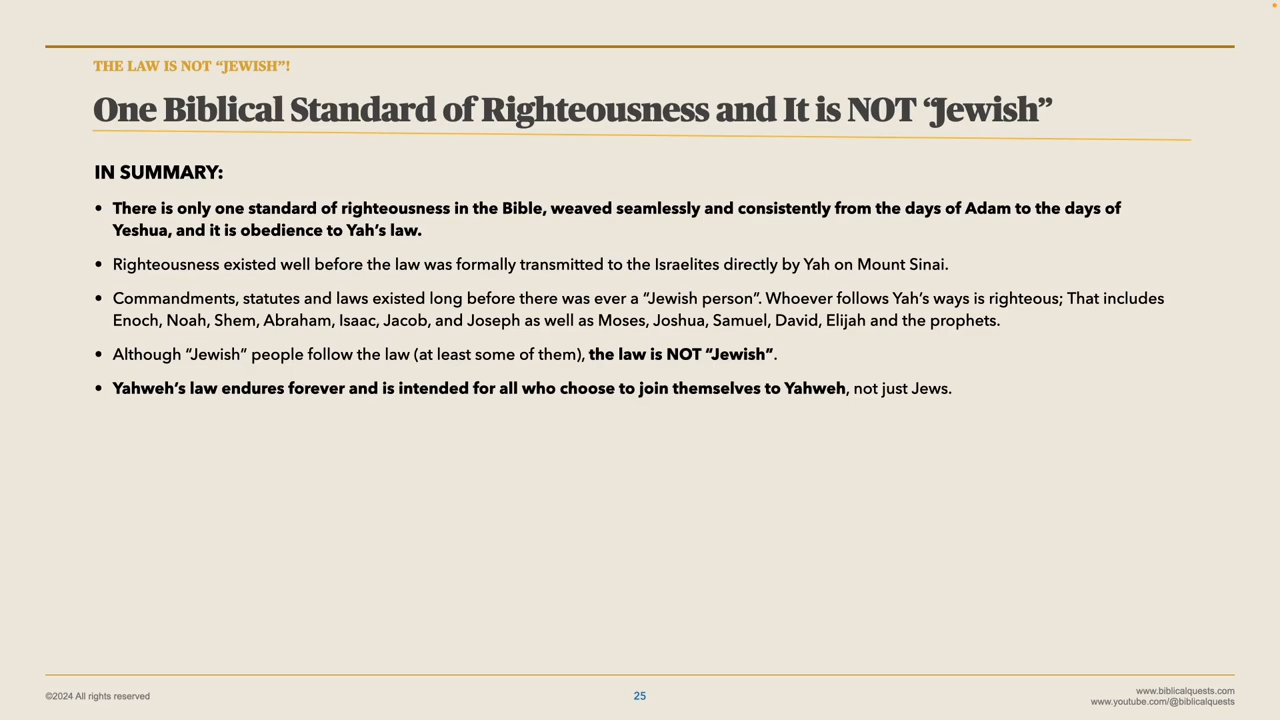 THE LAW IS NOT “JEWISH”!
One Biblical Standard of Righteousness and It is NOT “Jewish”
IN SUMMARY:
• There is only one standard of righteousness in the Bible, weaved seamlessly and consistently from the days of Adam to the days of
Yeshua, and it is obedience to Yah’s law.
• Righteousness existed well before the law was formally transmitted to the Israelites directly by Yah on Mount Sinai.
• Commandments, statutes and laws existed long before there was ever a “Jewish person”. Whoever follows Yah’s ways is righteous; That includes
Enoch, Noah, Shem, Abraham, Isaac, Jacob, and Joseph as well as Moses, Joshua, Samuel, David, Elijah and the prophets.
• Although “Jewish” people follow the law (at least some of them), the law is NOT “Jewish”.
• Yahweh’s law endures forever and is intended for all who choose to join themselves to Yahweh, not just Jews.
©2024 All rights reserved
25
www.biblicalquests.com
www.youtube.com/@biblicalquests